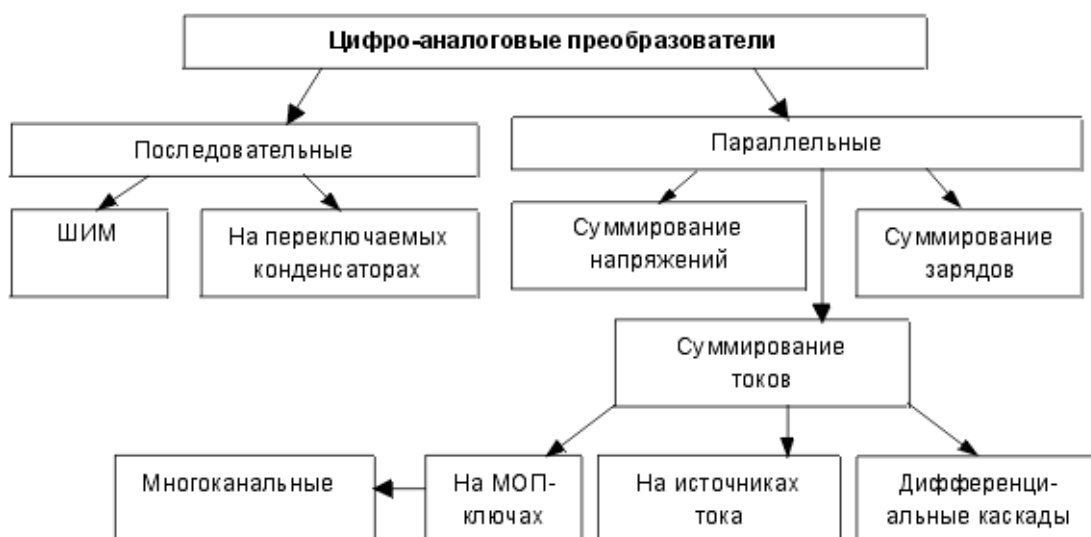 Цифро-аналоговые преобразователи
Последовательные
Параллельные
ШИМ
На переключаемых
конденсаторах
Суммирование
напряжений
Суммирование
зарядов
Суммирование
токов
Многоканальные
На МОП-
ключах
На источниках
тока
Дифференци-
альные каскады